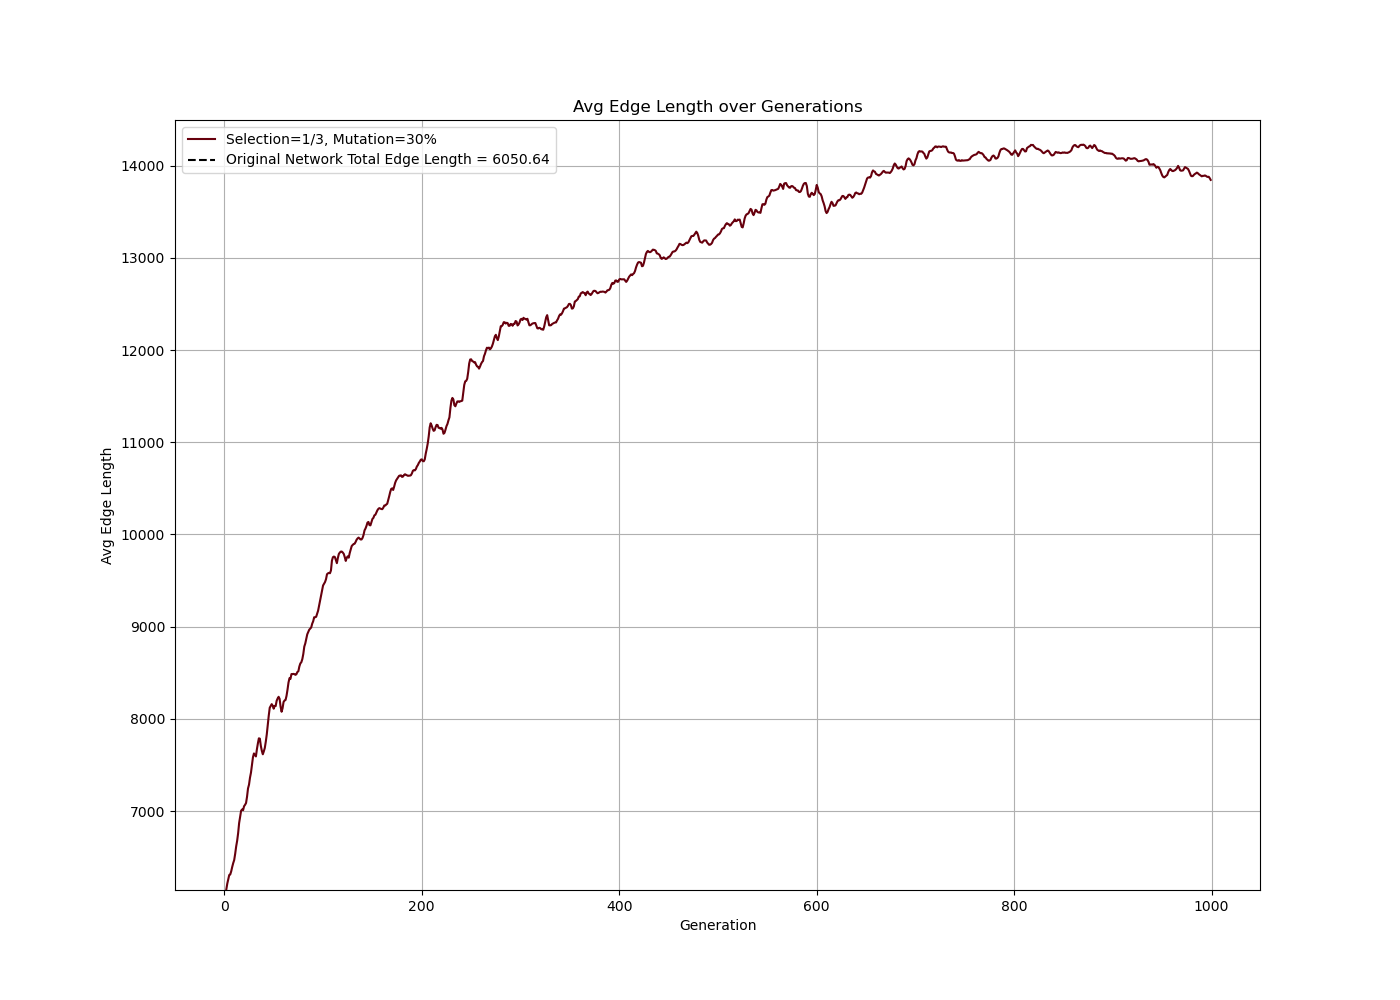 Avg Edge Length over Generations
Selection=1/3, Mutation=30%
Original Network Total Edge Length = 6050.64
14000
13000
12000
11000
10000
9000
8000
7000
Avg Edge Length
0
200
400
600
800
1000
Generation